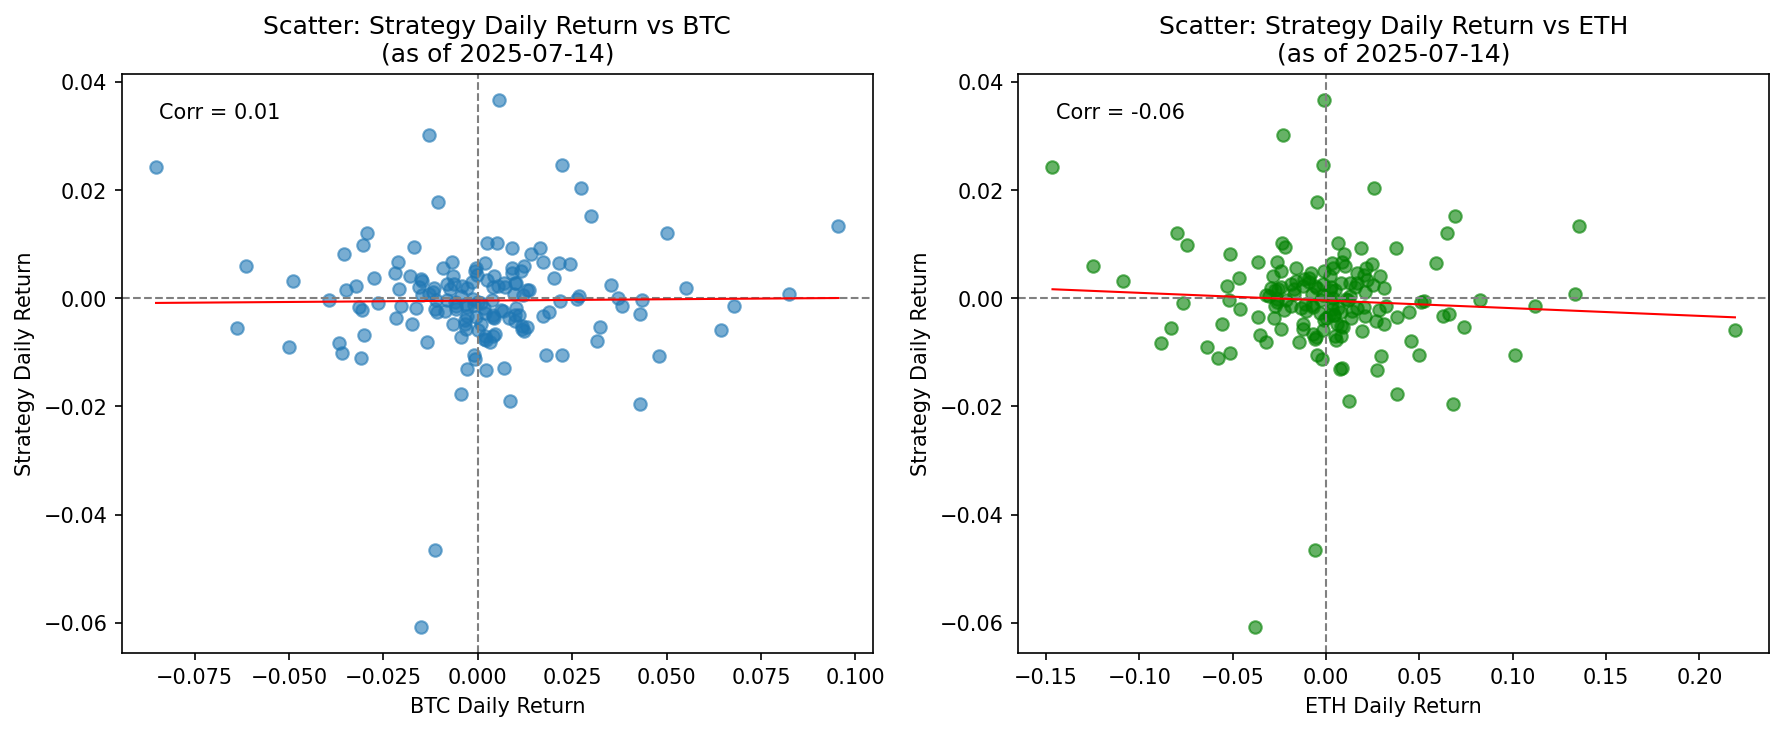 Scatter: Strategy Daily Return vs BTC
(as of 2025-07-14)
Corr = 0.01
0.04
0.02
0.00
−0.02
−0.04
−0.06
Strategy Daily Return
−0.075
−0.050
−0.025
0.000
0.025
0.050
0.075
0.100
BTC Daily Return
Scatter: Strategy Daily Return vs ETH
(as of 2025-07-14)
Corr = -0.06
0.04
0.02
0.00
−0.02
−0.04
−0.06
Strategy Daily Return
−0.15
−0.10
−0.05
0.00
0.05
0.10
0.15
0.20
ETH Daily Return